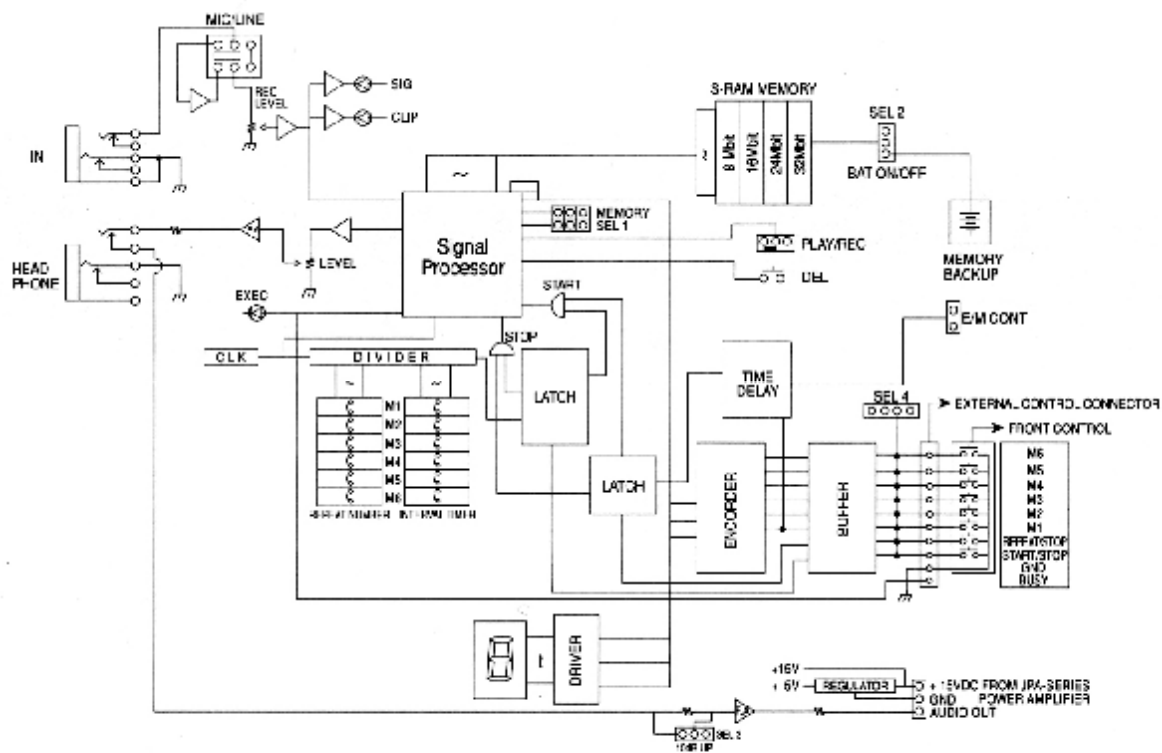 MIC/LINE
SIG
REC LEVEL
CLIP
S-RAM MEMORY
8 Mbit
16Mbit
24Mbit
32Mbit
SEL 2
BAT ON/OFF
IN
MEMORY
SEL 1
Signal
Processor
PLAY/REC
DEL
MEMORY
BACKUP
HEAD
PHONE
LEVEL
EXEC
START
STOP
E/M CONT
CLK
DIVIDER
LATCH
TIME
DELAY
SEL 4
EXTERNAL CONTROL CONNECTOR
FRONT CONTROL
M1
M2
M3
M4
M5
M6
REPEAT NUMBER
INTERVAL TIMER
LATCH
ENCORDER
BUFFER
M6
M5
M4
M3
M2
M1
REPEAT/STOP
START/STOP
GND
BUSY
DRIVER
+15V
+5V
REGULATOR
+ 15VDC FROM JPA-SERIES
GND POWER AMPLIFIER
AUDIO OUT
10dB UP